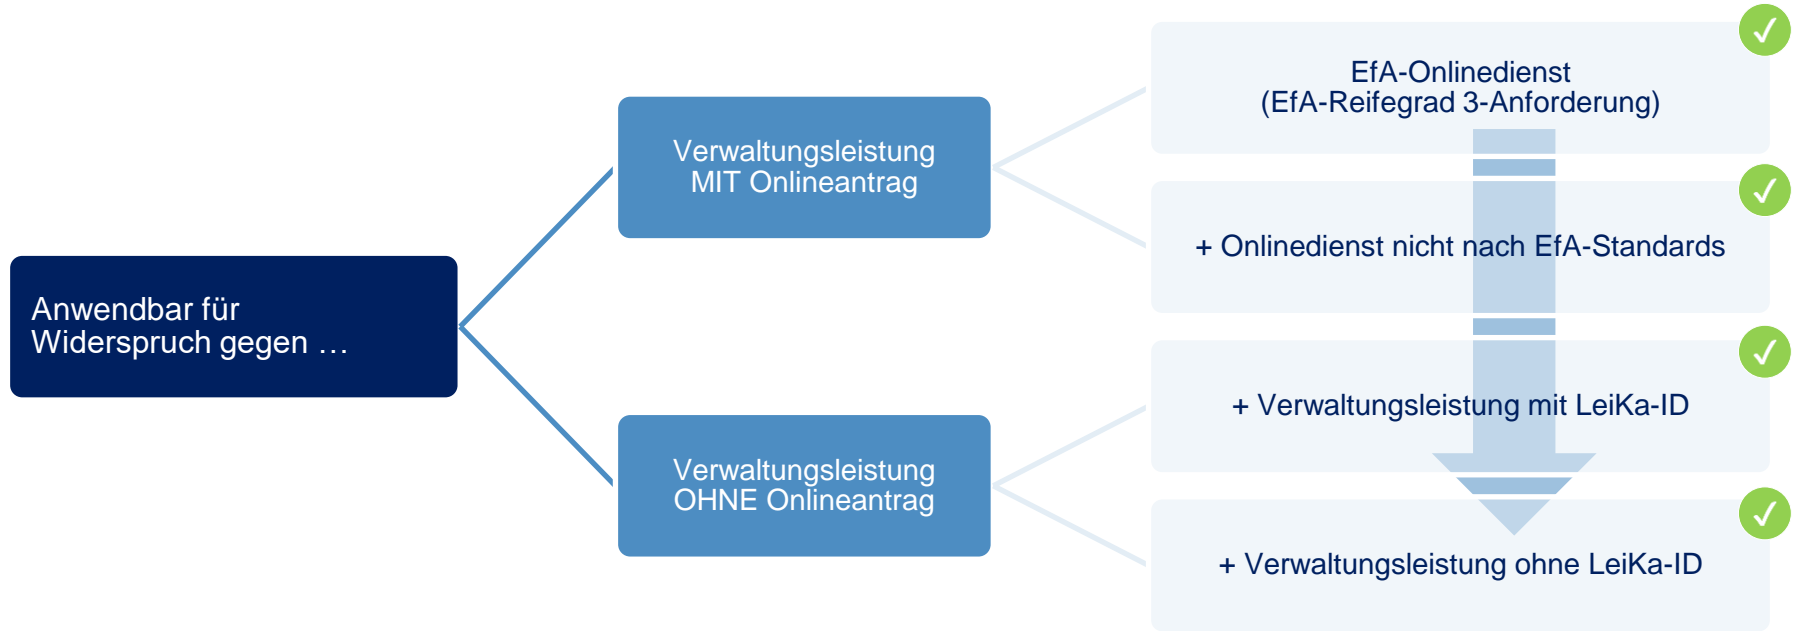 Anwendbar für
Widerspruch gegen …
Verwaltungsleistung
MIT Onlineantrag
Verwaltungsleistung
OHNE Onlineantrag
EfA-Onlinedienst
(EfA-Reifegrad 3-Anforderung)
+ Onlinedienst nicht nach EfA-Standards
+ Verwaltungsleistung mit LeiKa-ID
+ Verwaltungsleistung ohne LeiKa-ID